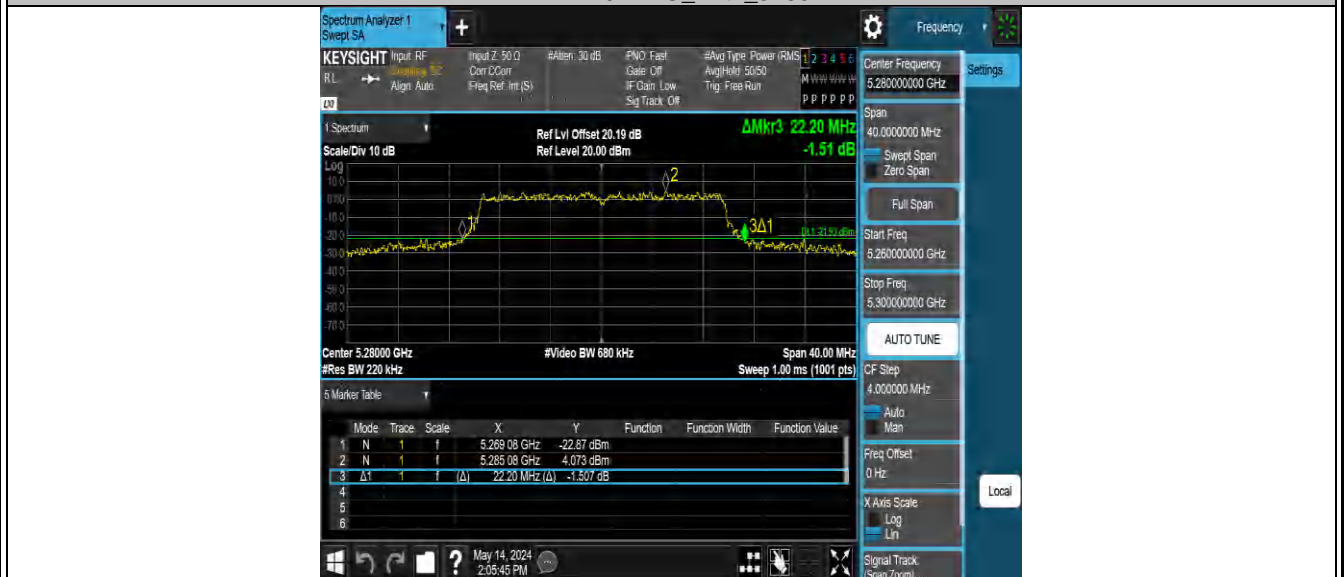 Spectrum Analyzer 1
Swept SA
+
Frequency
KEYSIGHT Input: RF
RL
Align: Auto
LXI
Input Z: 50 Ω
Corr CCorr
Freq Ref: Int (S)
#Atten: 30 dB
PNO: Fast
Gate: Off
IF Gain: Low
Sig Track: Off
#Avg Type: Power (RMS
Avg|Hold: 50/50
Trig: Free Run
1 2 3 4 5 6
M W W W W W
P P P P P P
Center Frequency
5.280000000 GHz
Settings
Span
40.0000000 MHz
Swept Span
Zero Span
Full Span
Start Freq
5.260000000 GHz
Stop Freq
5.300000000 GHz
AUTO TUNE
CF Step
4.000000 MHz
Auto
Man
Freq Offset
0 Hz
X Axis Scale
Log
Lin
Signal Track
(Span Zoom)
Local
1 Spectrum
Scale/Div 10 dB
Ref Lvl Offset 20.19 dB
Ref Level 20.00 dBm
ΔMkr3 22.20 MHz
-1.51 dB
Log
10.0
0.00
-10.0
-20.0
-30.0
-40.0
-50.0
-60.0
-70.0
1
2
3Δ1
Center 5.28000 GHz
#Res BW 220 kHz
#Video BW 680 kHz
Span 40.00 MHz
Sweep 1.00 ms (1001 pts)
5 Marker Table
Mode Trace Scale X Y Function Function Width Function Value
1 N 1 f 5.269 08 GHz -22.87 dBm
2 N 1 f 5.285 08 GHz 4.073 dBm
3 Δ1 1 f (Δ) 22.20 MHz (Δ) -1.507 dB
4
5
6
?
May 14, 2024
2:05:45 PM